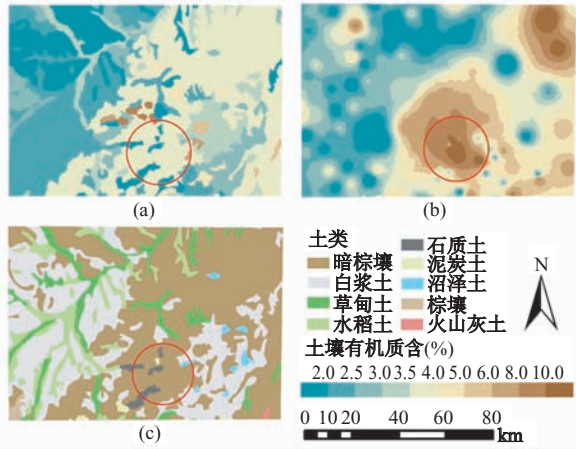 (a)
(b)
土类
暗棕壤
白浆土
草甸土
水稻土
石质土
泥炭土
沼泽土
棕壤
火山灰土
N
土壤有机质含(%)
2.0 2.5 3.0 3.5 4.0 5.0 6.0 8.0 10.0
0 10 20 40 60 80
km
(c)